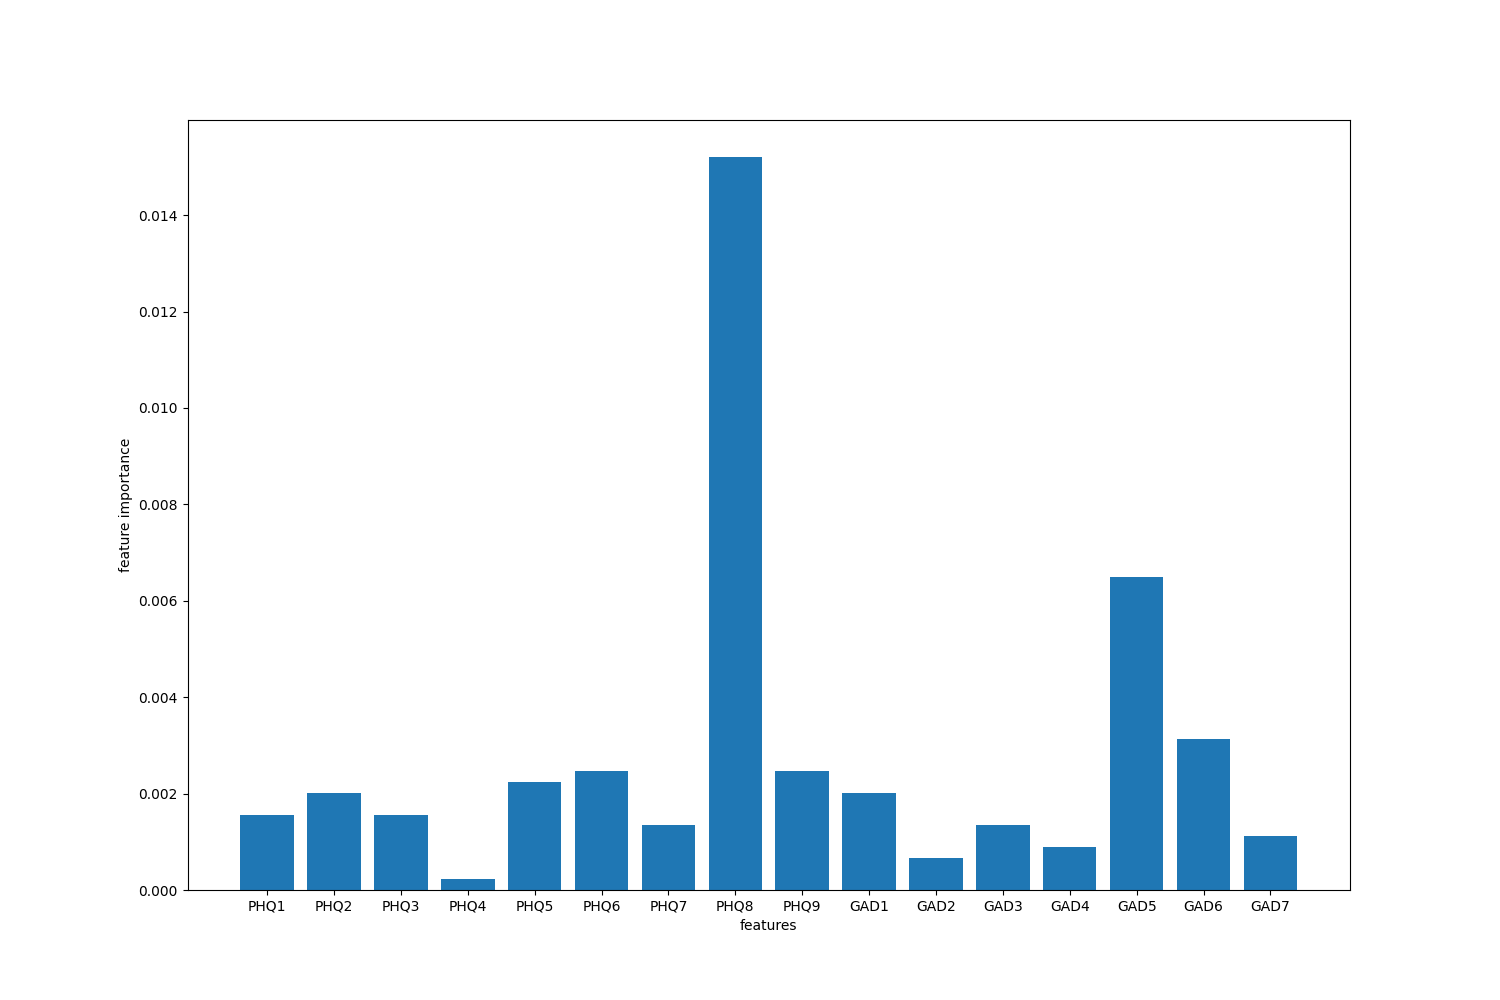 0.014
0.012
0.010
0.008
0.006
0.004
0.002
0.000
feature importance
PHQ1 PHQ2 PHQ3 PHQ4 PHQ5 PHQ6 PHQ7 PHQ8 PHQ9 GAD1 GAD2 GAD3 GAD4 GAD5 GAD6 GAD7
features